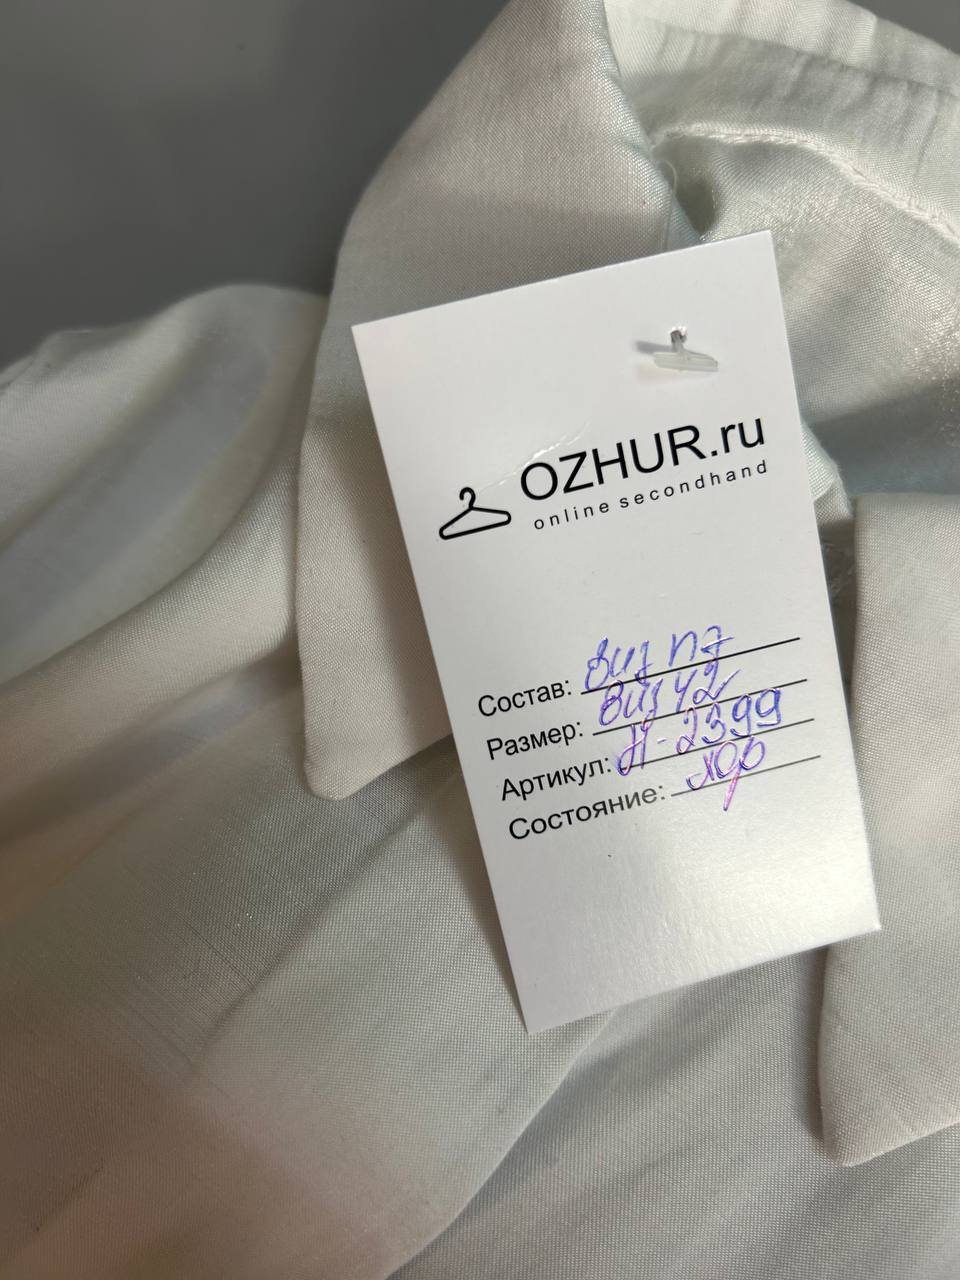 OZHUR.ru
online secondhand
Состав: виз пэ
Размер: виз 42
Артикул: Н-2399
Состояние: хор